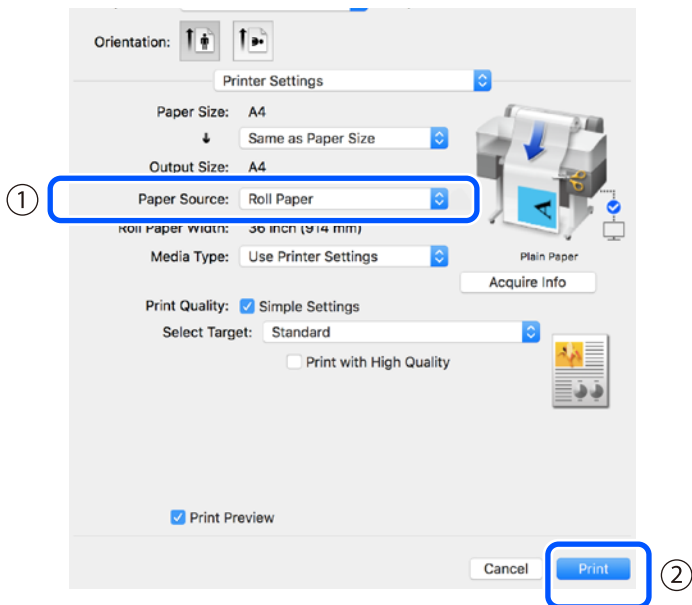 Orientation:
Printer Settings
Paper Size: A4
Same as Paper Size
Output Size: A4
① Paper Source: Roll Paper
Roll Paper Width: 36 inch (914 mm)
Media Type: Use Printer Settings
Plain Paper
Acquire Info
Print Quality: Simple Settings
Select Target: Standard
Print with High Quality
Print Preview
Cancel Print ②